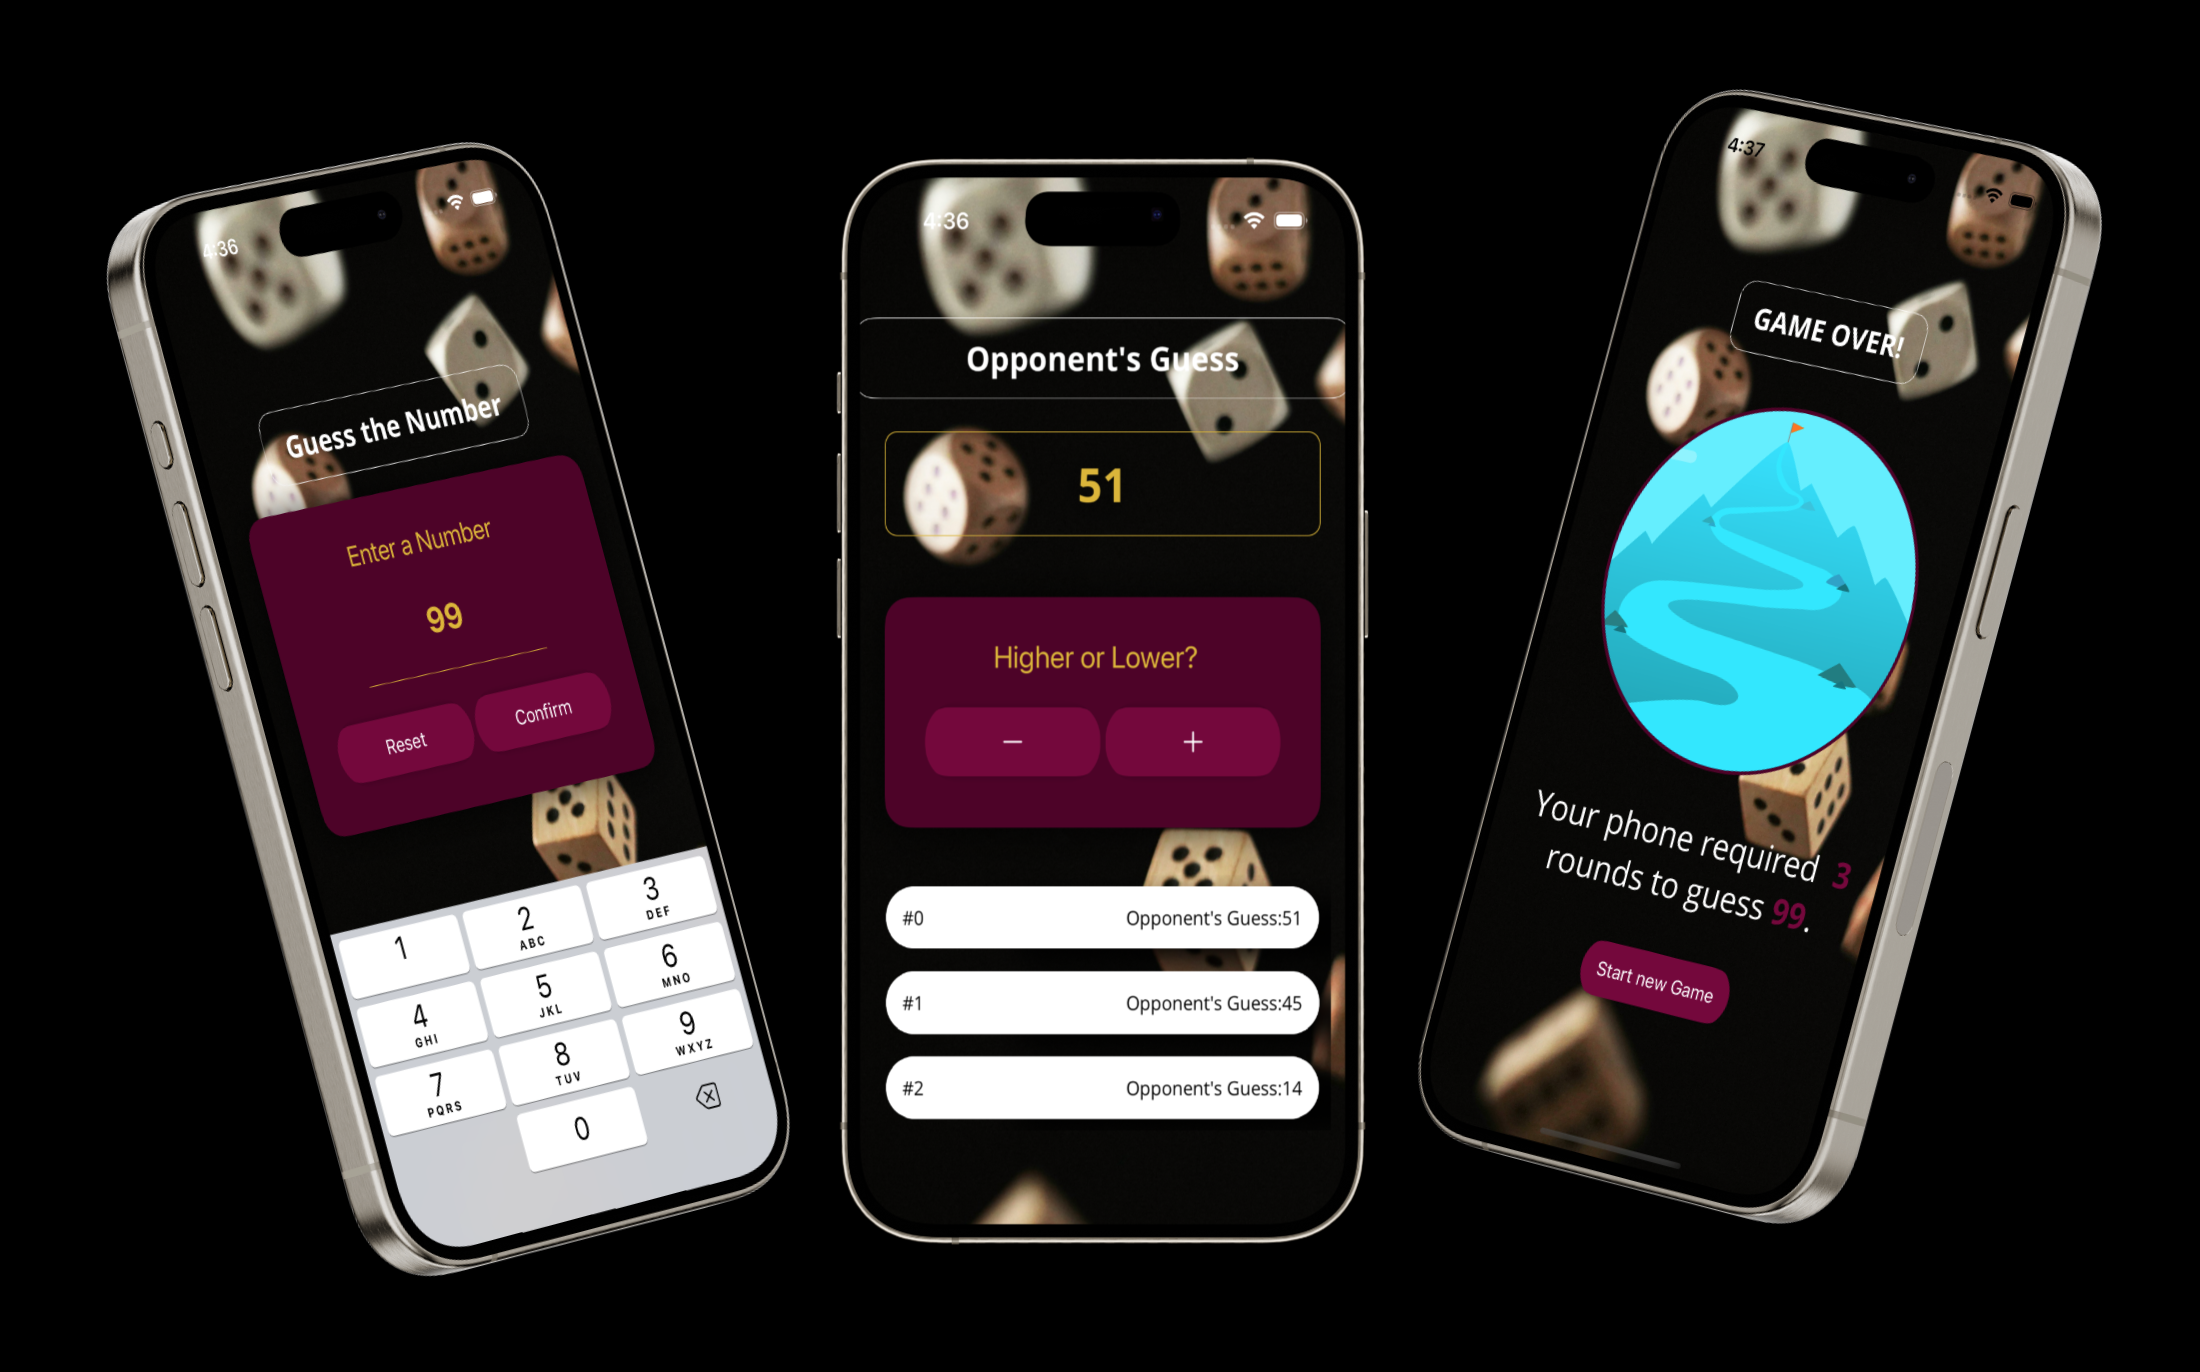 4:36
Guess the Number
Enter a Number
99
Reset
Confirm
1
2
ABC
3
DEF
4
GHI
5
JKL
6
MNO
7
PQRS
8
TUV
9
WXYZ
0
4:36
Opponent's Guess
51
Higher or Lower?
−
+
#0 Opponent's Guess:51
#1 Opponent's Guess:45
#2 Opponent's Guess:14
4:37
GAME OVER!
Your phone required 3
rounds to guess 99.
Start new Game